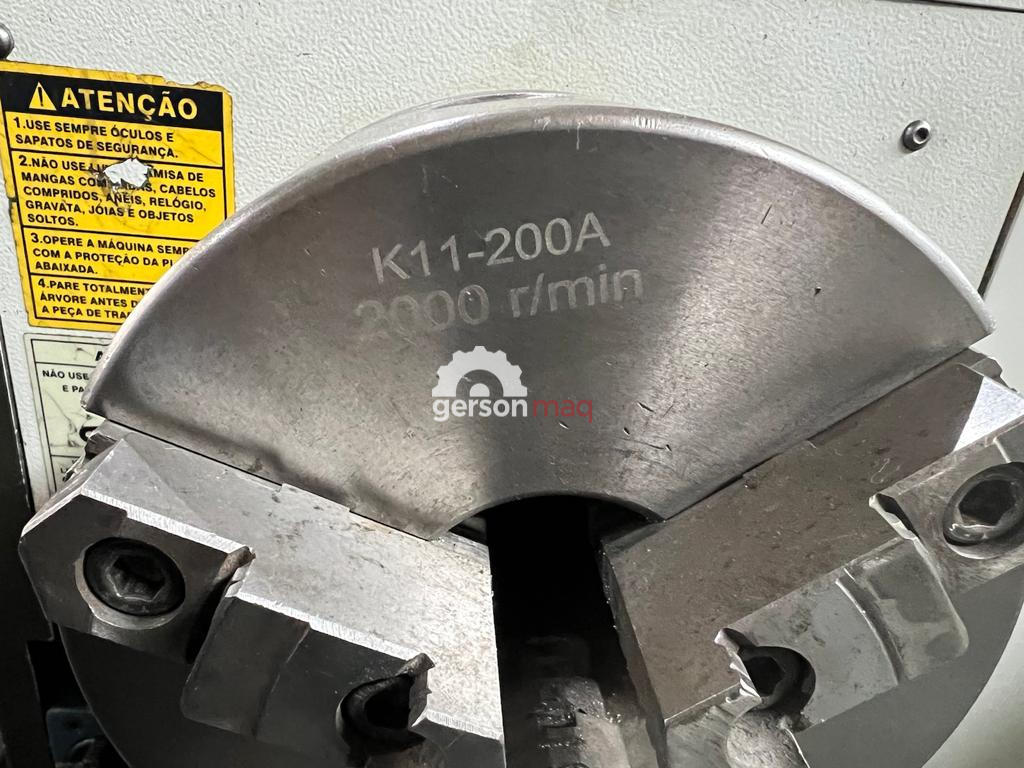 ATENÇÃO
1.USE SEMPRE ÓCULOS E
SAPATOS DE SEGURANÇA.
2.NÃO USE MISA DE
MANGAS COM DAS, CABELOS
COMPRIDOS, ANÉIS, RELÓGIO,
GRAVATA, JÓIAS E OBJETOS
SOLTOS.
3.OPERE A MÁQUINA SEMP
COM A PROTEÇÃO DA PL
ABAIXADA.
4.PARE TOTALMEN
ÁRVORE ANTES D
A PEÇA DE TRA
NÃO USE
E PA
K11-200A
2000 r/min
gerson maq